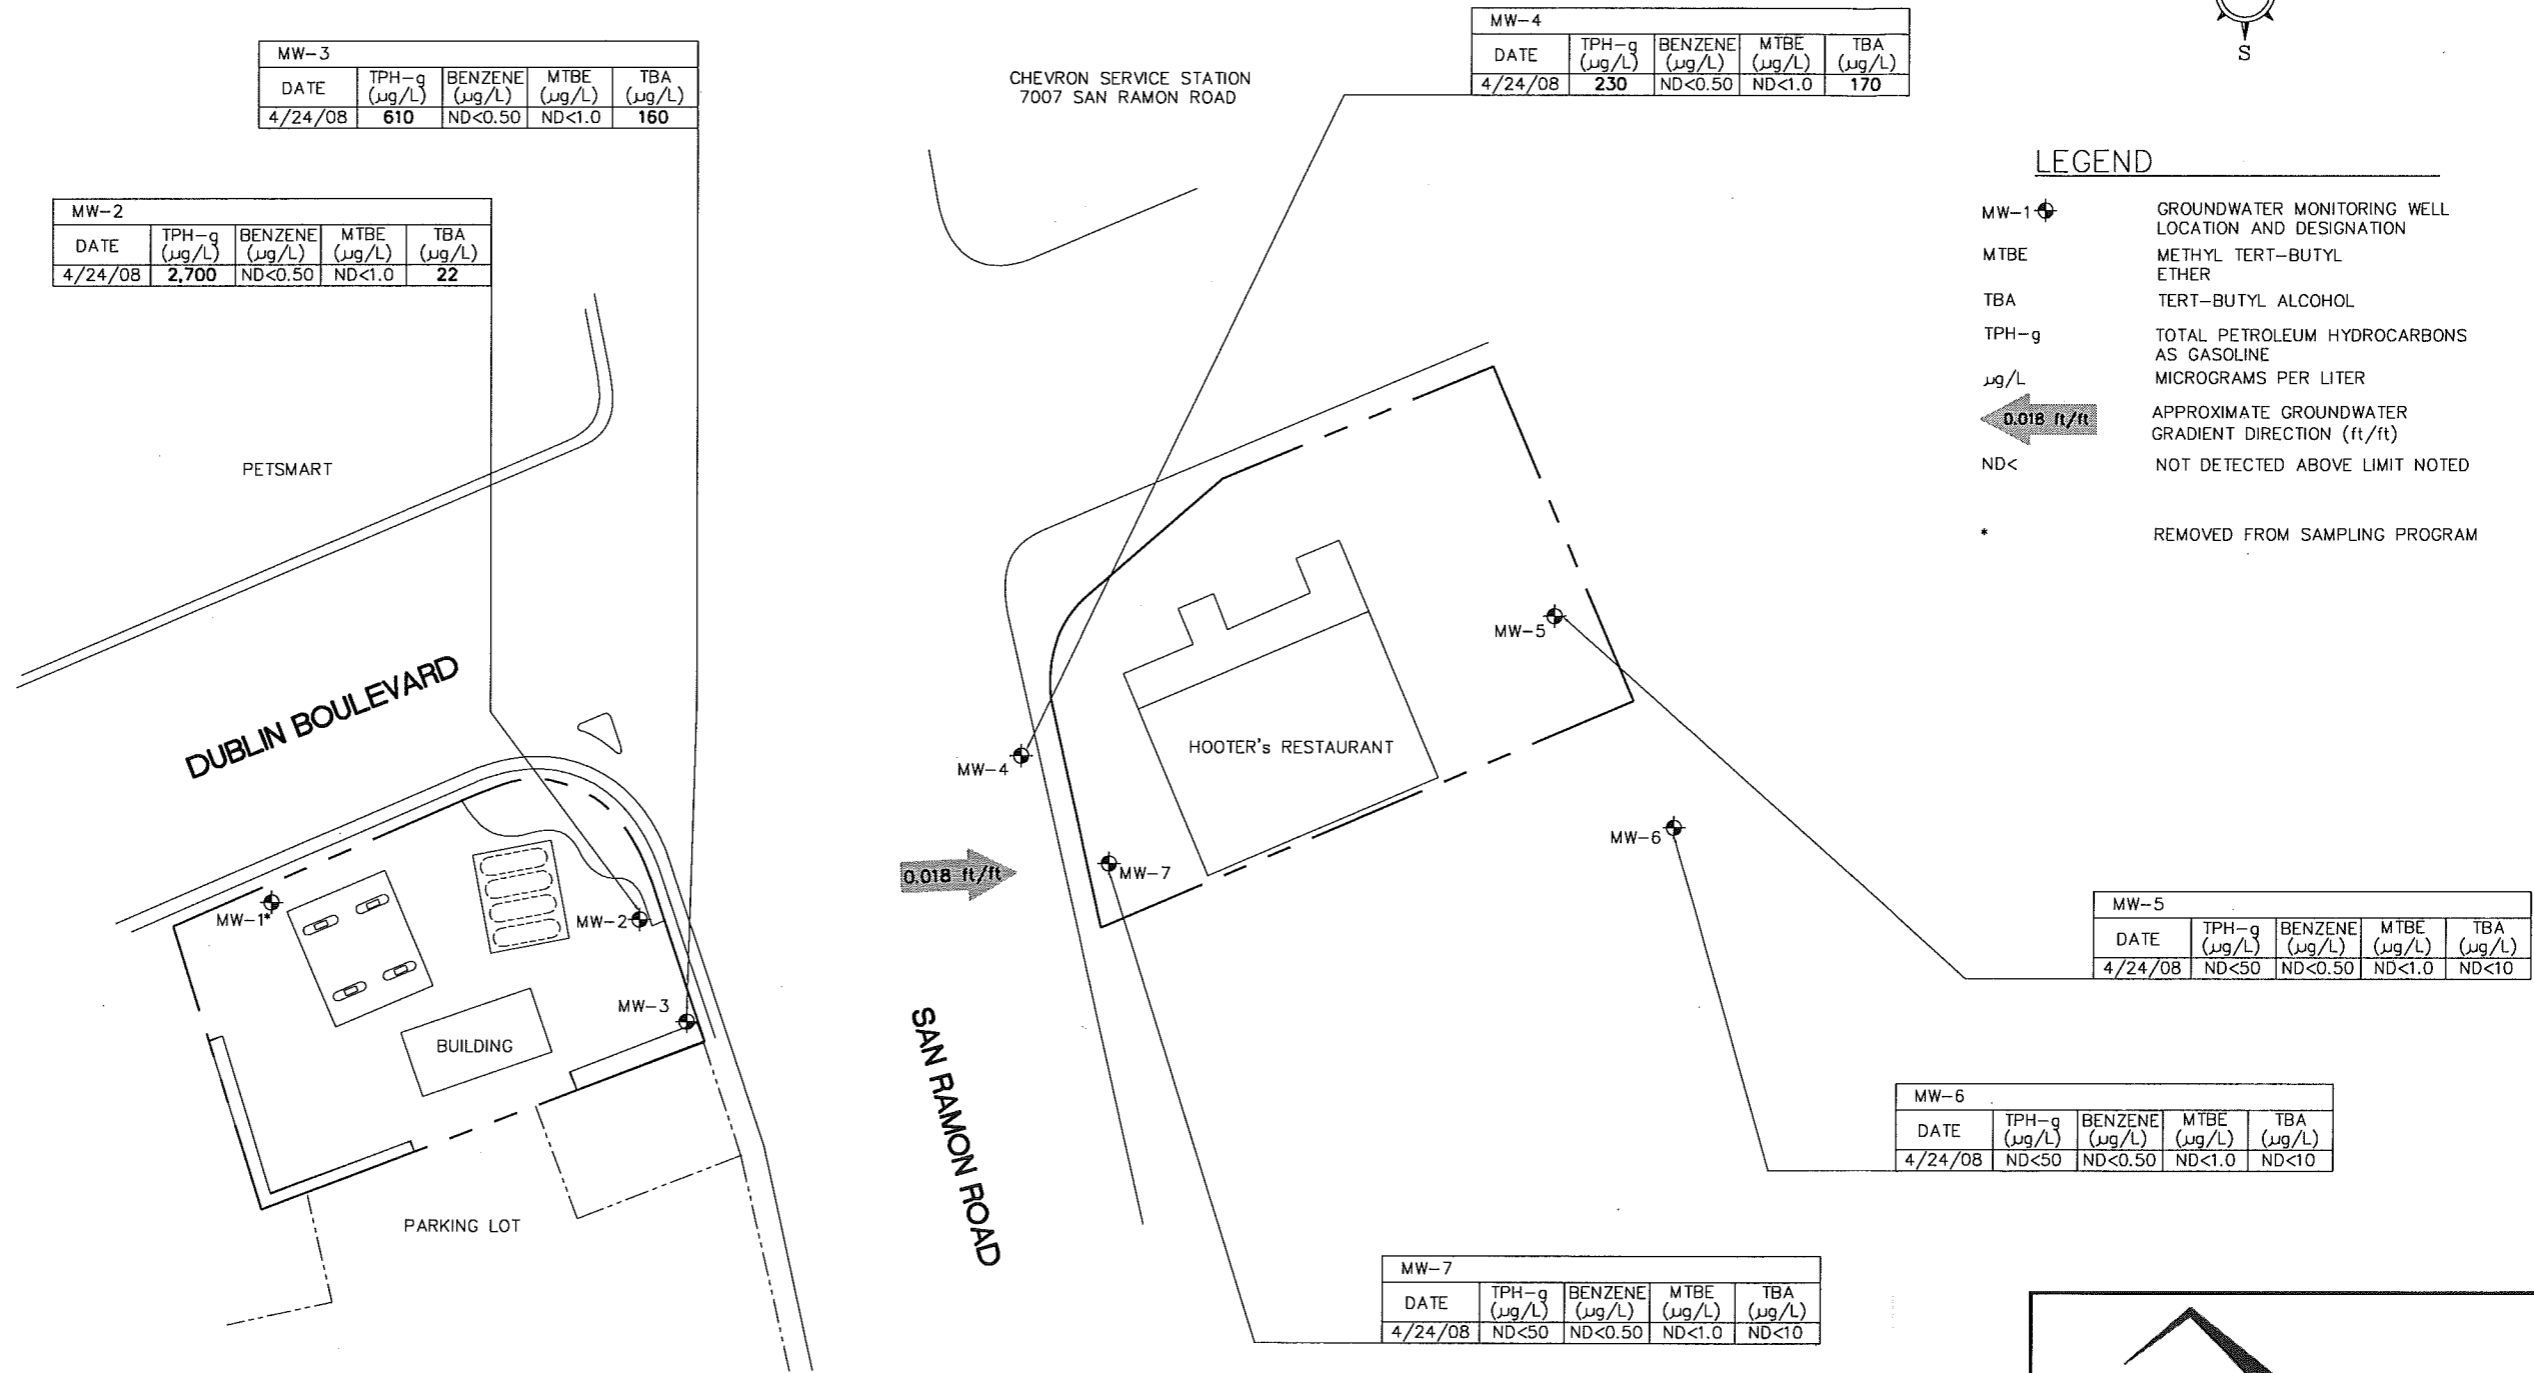 MW-3
DATE TPH-g (µg/L) BENZENE (µg/L) MTBE (µg/L) TBA (µg/L)
4/24/08 610 ND<0.50 ND<1.0 160
MW-2
DATE TPH-g (µg/L) BENZENE (µg/L) MTBE (µg/L) TBA (µg/L)
4/24/08 2,700 ND<0.50 ND<1.0 22
CHEVRON SERVICE STATION
7007 SAN RAMON ROAD
MW-4
DATE TPH-g (µg/L) BENZENE (µg/L) MTBE (µg/L) TBA (µg/L)
4/24/08 230 ND<0.50 ND<1.0 170
S
LEGEND
MW-1 GROUNDWATER MONITORING WELL
LOCATION AND DESIGNATION
MTBE METHYL TERT-BUTYL
ETHER
TBA TERT-BUTYL ALCOHOL
TPH-g TOTAL PETROLEUM HYDROCARBONS
AS GASOLINE
µg/L MICROGRAMS PER LITER
0.018 ft/ft APPROXIMATE GROUNDWATER
GRADIENT DIRECTION (ft/ft)
ND< NOT DETECTED ABOVE LIMIT NOTED
* REMOVED FROM SAMPLING PROGRAM
PETSMART
DUBLIN BOULEVARD
MW-1*
MW-2
MW-3
BUILDING
PARKING LOT
MW-4
HOOTER's RESTAURANT
MW-5
MW-6
MW-7
0.018 ft/ft
SAN RAMON ROAD
MW-5
DATE TPH-g (µg/L) BENZENE (µg/L) MTBE (µg/L) TBA (µg/L)
4/24/08 ND<50 ND<0.50 ND<1.0 ND<10
MW-6
DATE TPH-g (µg/L) BENZENE (µg/L) MTBE (µg/L) TBA (µg/L)
4/24/08 ND<50 ND<0.50 ND<1.0 ND<10
MW-7
DATE TPH-g (µg/L) BENZENE (µg/L) MTBE (µg/L) TBA (µg/L)
4/24/08 ND<50 ND<0.50 ND<1.0 ND<10